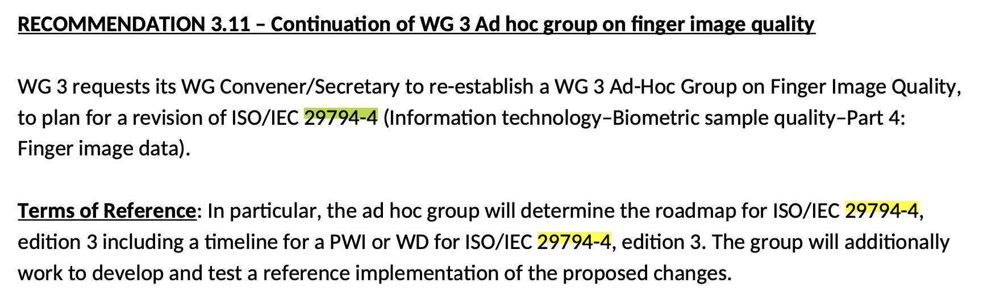 RECOMMENDATION 3.11 – Continuation of WG 3 Ad hoc group on finger image quality
WG 3 requests its WG Convener/Secretary to re-establish a WG 3 Ad-Hoc Group on Finger Image Quality,
to plan for a revision of ISO/IEC 29794-4 (Information technology–Biometric sample quality–Part 4:
Finger image data).
Terms of Reference: In particular, the ad hoc group will determine the roadmap for ISO/IEC 29794-4,
edition 3 including a timeline for a PWI or WD for ISO/IEC 29794-4, edition 3. The group will additionally
work to develop and test a reference implementation of the proposed changes.